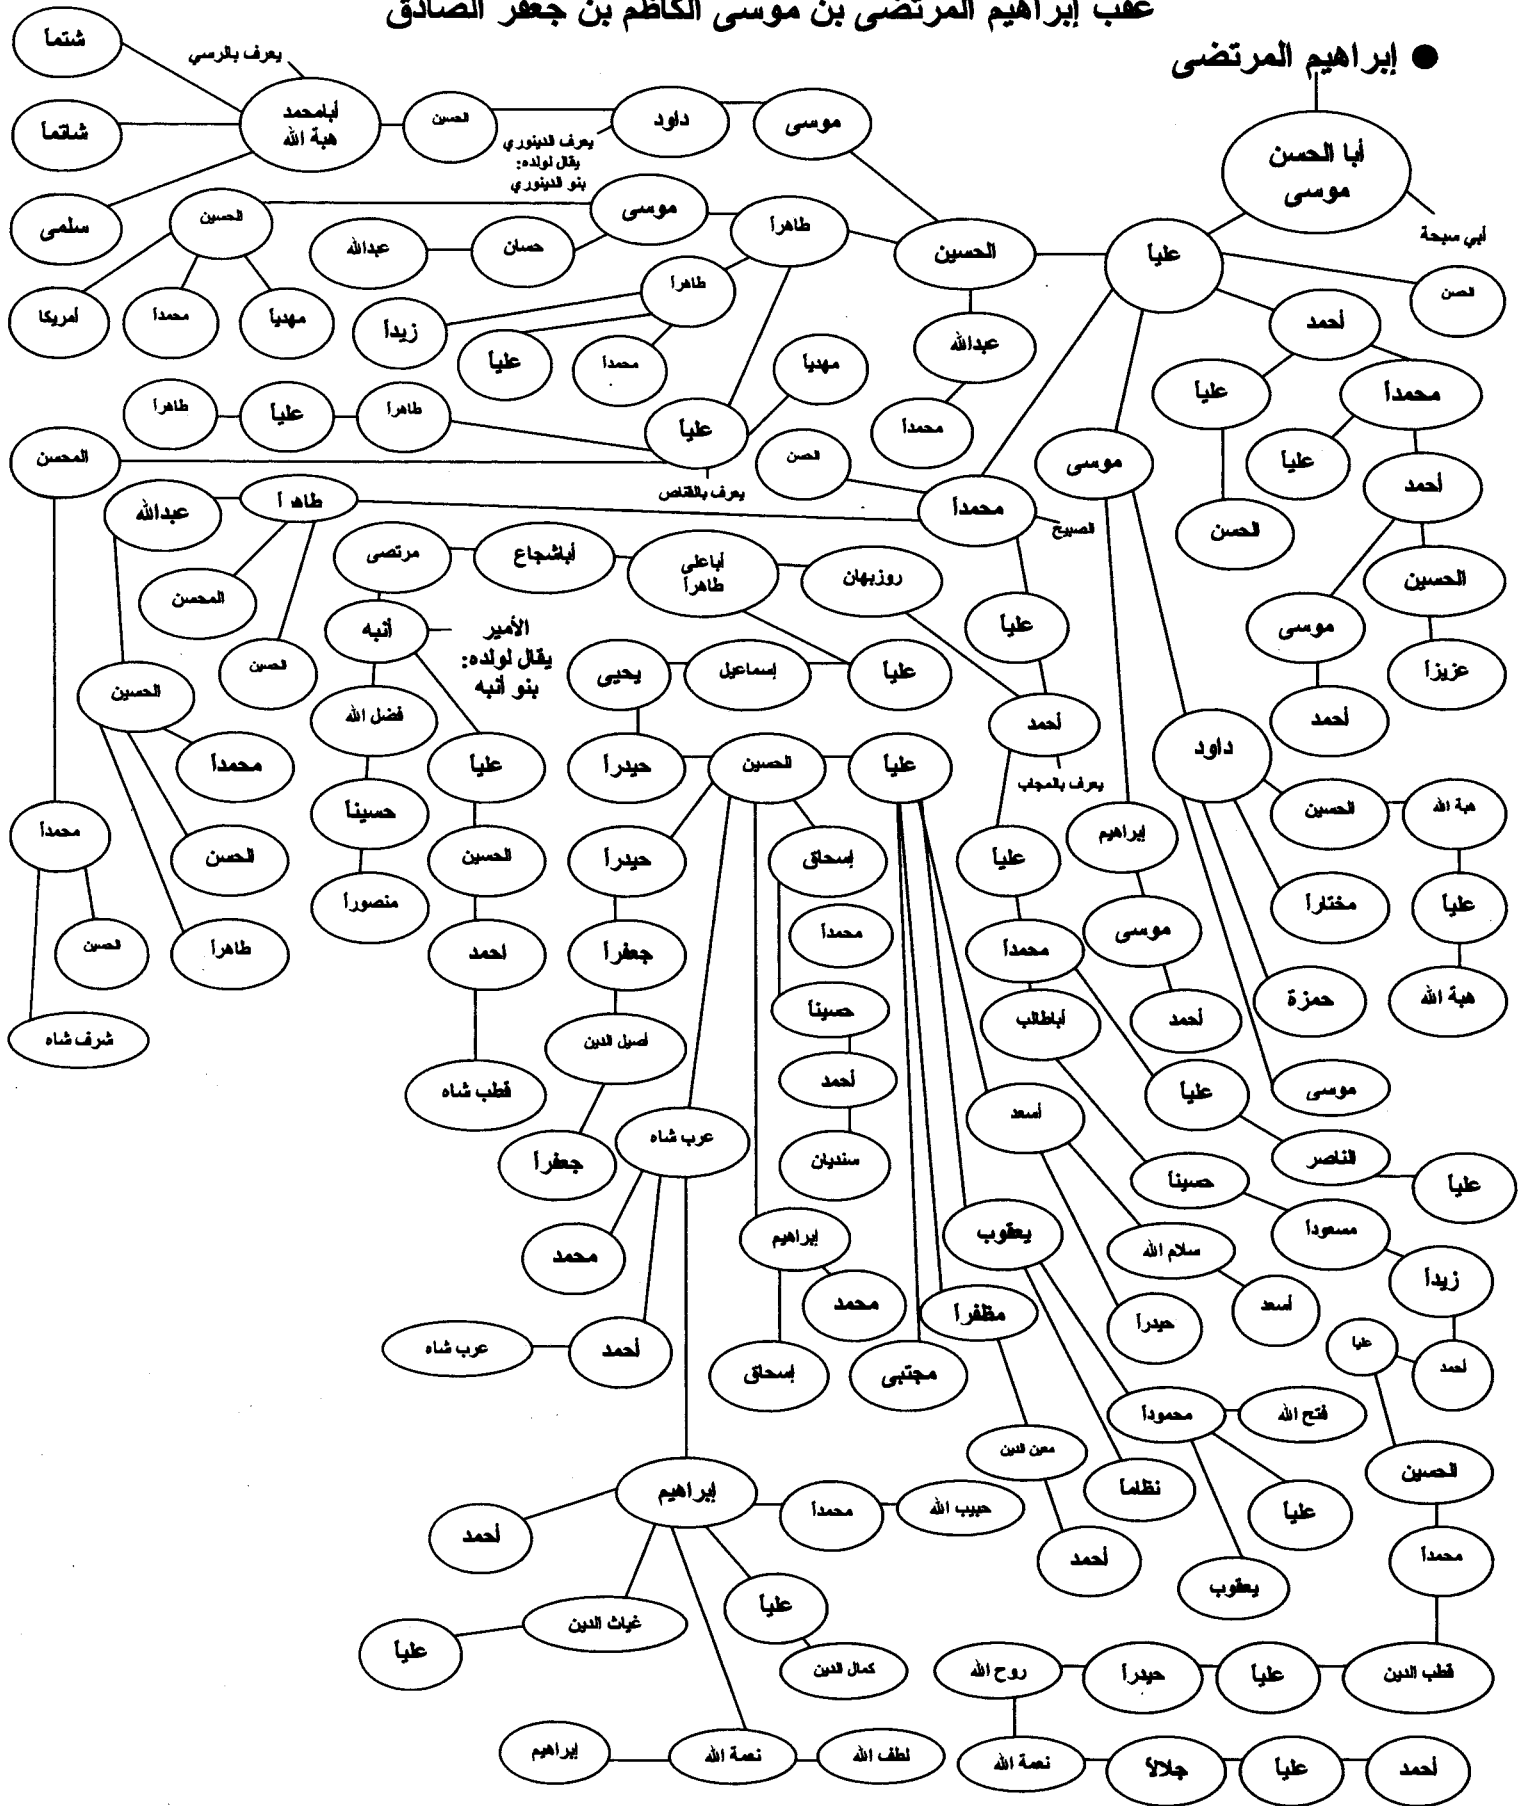 عقب إبراهيم المرتضى بن موسى الكاظم بن جعفر الصادق
● إبراهيم المرتضى
شتماً
يعرف بالرسي
أبامحمد
هبة الله
الحسين
داود
موسى
أبا الحسن
موسى
شاتماً
يعرف الدينوري
يقال لولده:
بنو الدينوري
سلمى
الحسين
عبدالله
حسان
موسى
طاهراً
الحسين
علياً
أبي سبحة
الحسن
أمريكا
محمداً
مهدياً
زيداً
طاهراً
علياً
محمداً
مهدياً
عبدالله
أحمد
علياً
محمداً
طاهراً
علياً
طاهراً
علياً
يعرف بالقناص
الحسن
محمداً
موسى
علياً
أحمد
المحسن
عبدالله
طاهراً
محمداً
الصبيح
الحسن
مرتضى
أباشجاع
أباعلي
طاهراً
روزبهان
الحسين
المحسن
أنبه
الأمير
يقال لولده:
بنو أنبه
علياً
موسى
عزيزاً
الحسين
الحسين
يحيى
إسماعيل
علياً
أحمد
يعرف بالمجاب
أحمد
فضل الله
علياً
حيدراً
الحسين
علياً
داود
محمداً
حسيناً
الحسين
حيدراً
إسحاق
علياً
إبراهيم
الحسين
هبة الله
محمداً
الحسن
منصوراً
محمداً
موسى
مختاراً
علياً
الحسين
طاهراً
احمد
جعفراً
محمداً
حسيناً
أباطالب
أحمد
حمزة
هبة الله
شرف شاه
قطب شاه
أصيل الدين
أحمد
أسعد
علياً
موسى
جعفراً
عرب شاه
سنديان
حسيناً
الناصر
علياً
محمد
إبراهيم
يعقوب
سلام الله
مسعوداً
زيداً
محمد
مظفراً
حيدراً
أسعد
علياً
أحمد
عرب شاه
أحمد
إسحاق
مجتبى
محموداً
فتح الله
معين الدين
نظاماً
علياً
الحسين
إبراهيم
محمداً
حبيب الله
أحمد
أحمد
يعقوب
محمداً
علياً
غياث الدين
علياً
كمال الدين
روح الله
حيدراً
علياً
قطب الدين
إبراهيم
نعمة الله
لطف الله
نعمة الله
جلالاً
علياً
أحمد